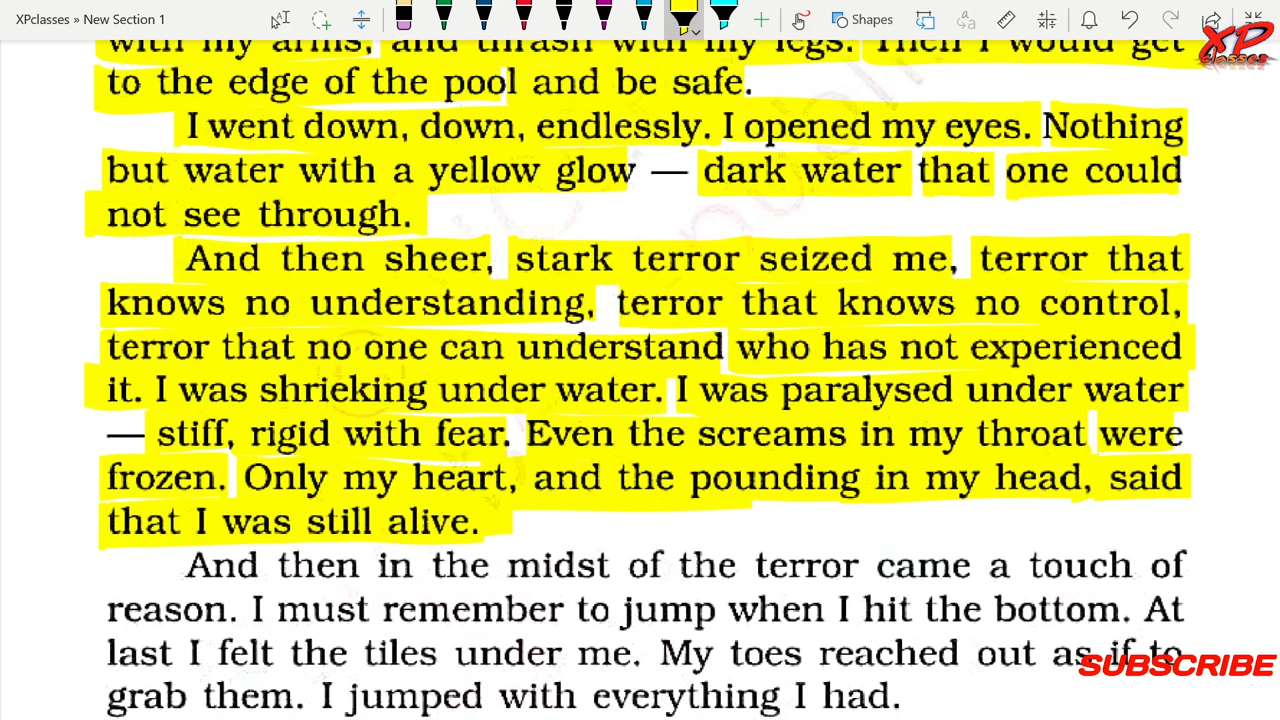 XPclasses » New Section 1
Shapes
XP
classes
with my arms, and thrash with my legs. Then I would get
to the edge of the pool and be safe.
I went down, down, endlessly. I opened my eyes. Nothing
but water with a yellow glow — dark water that one could
not see through.
And then sheer, stark terror seized me, terror that
knows no understanding, terror that knows no control,
terror that no one can understand who has not experienced
it. I was shrieking under water. I was paralysed under water
— stiff, rigid with fear. Even the screams in my throat were
frozen. Only my heart, and the pounding in my head, said
that I was still alive.
And then in the midst of the terror came a touch of
reason. I must remember to jump when I hit the bottom. At
last I felt the tiles under me. My toes reached out as if to
grab them. I jumped with everything I had.
SUBSCRIBE